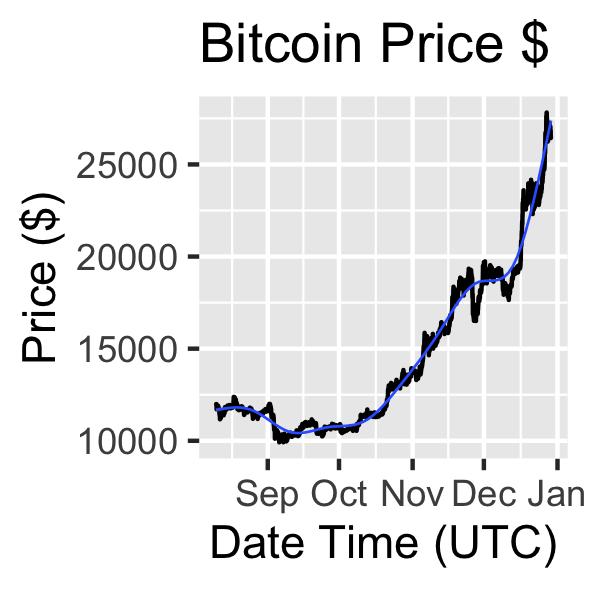 Bitcoin Price $
Price ($)
25000
20000
15000
10000
Sep Oct Nov Dec Jan
Date Time (UTC)